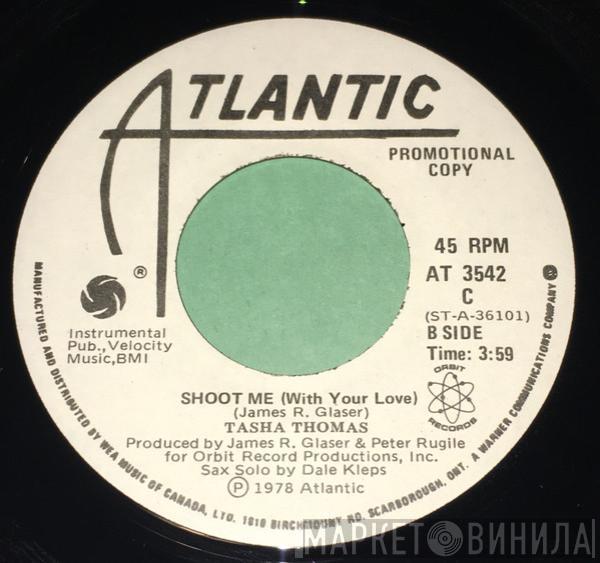 ATLANTIC
PROMOTIONAL
COPY
45 RPM
AT 3542
C
(ST-A-36101)
B SIDE
Time: 3:59
®
Instrumental
Pub., Velocity
Music,BMI
ORBIT
RECORDS
SHOOT ME (With Your Love)
(James R. Glaser)
TASHA THOMAS
Produced by James R. Glaser & Peter Rugile
for Orbit Record Productions, Inc.
Sax Solo by Dale Kleps
Ⓟ 1978 Atlantic
MANUFACTURED AND DISTRIBUTED BY WEA MUSIC OF CANADA, LTD. 1810 BIRCHMOUNT RD. SCARBOROUGH, ONT. A WARNER COMMUNICATIONS COMPANY
МАРКЕТ ВИНИЛА